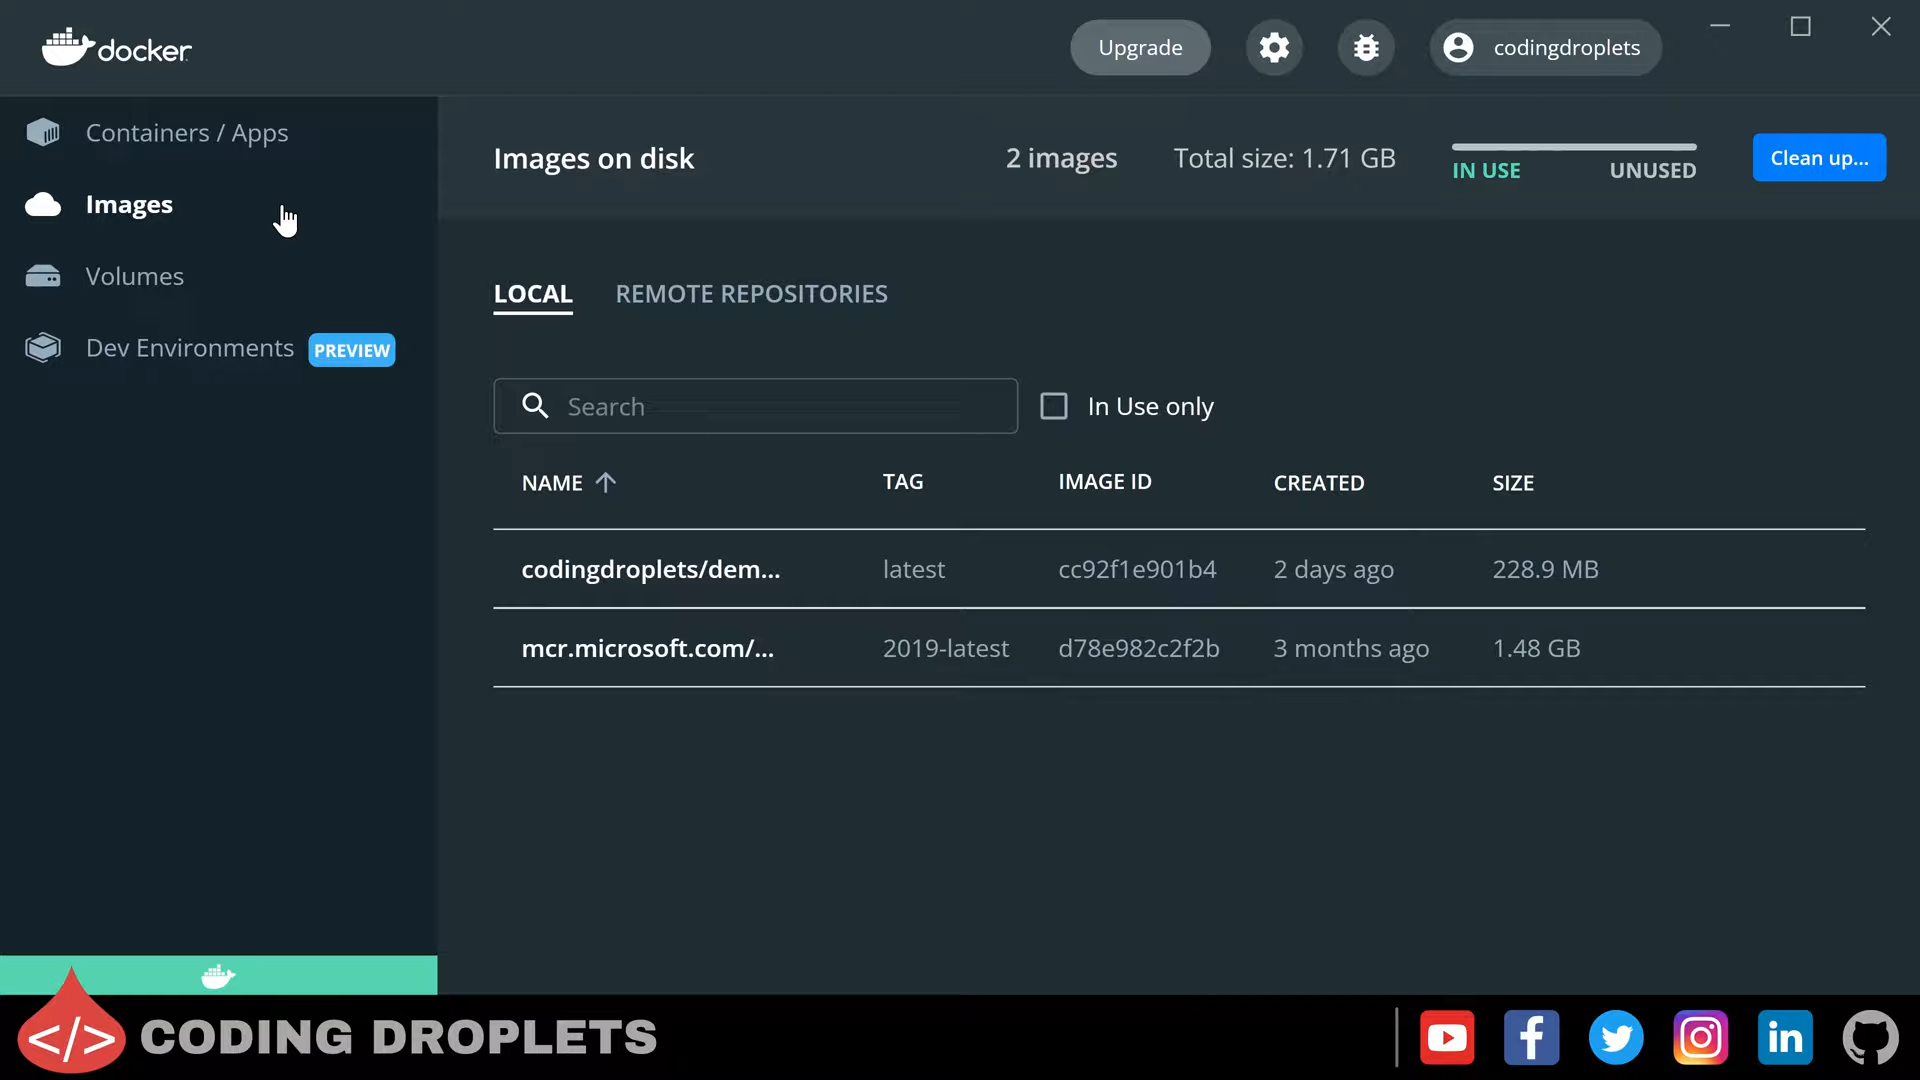 docker
Upgrade
codingdroplets
Containers / Apps
Images
Volumes
Dev Environments PREVIEW
Images on disk
2 images
Total size: 1.71 GB
IN USE UNUSED
Clean up...
LOCAL REMOTE REPOSITORIES
Search
In Use only
NAME TAG IMAGE ID CREATED SIZE
codingdroplets/dem... latest cc92f1e901b4 2 days ago 228.9 MB
mcr.microsoft.com/... 2019-latest d78e982c2f2b 3 months ago 1.48 GB
</> CODING DROPLETS
f
in